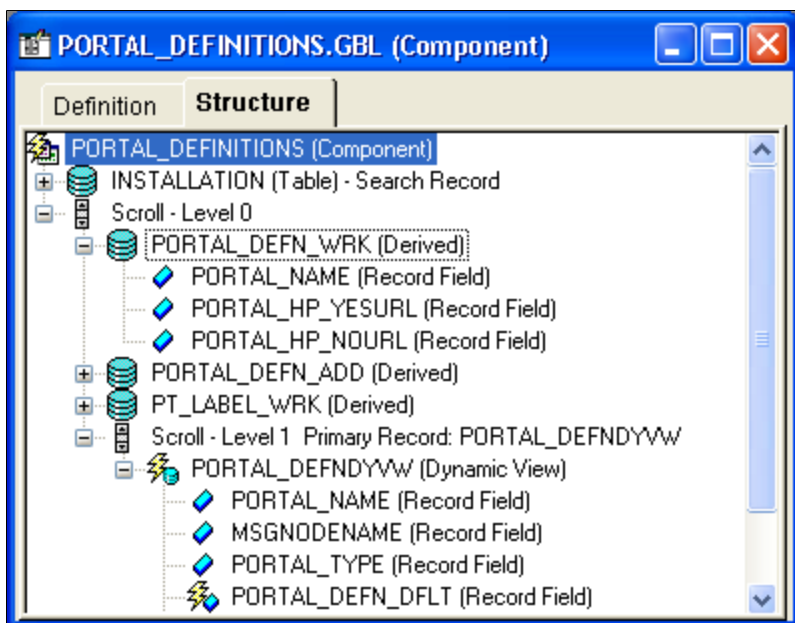 PORTAL_DEFINITIONS.GBL (Component)
Definition Structure
PORTAL_DEFINITIONS (Component)
INSTALLATION (Table) - Search Record
Scroll - Level 0
PORTAL_DEFN_WRK (Derived)
PORTAL_NAME (Record Field)
PORTAL_HP_YESURL (Record Field)
PORTAL_HP_NOURL (Record Field)
PORTAL_DEFN_ADD (Derived)
PT_LABEL_WRK (Derived)
Scroll - Level 1 Primary Record: PORTAL_DEFNDYVW
PORTAL_DEFNDYVW (Dynamic View)
PORTAL_NAME (Record Field)
MSGNODENAME (Record Field)
PORTAL_TYPE (Record Field)
PORTAL_DEFN_DFLT (Record Field)